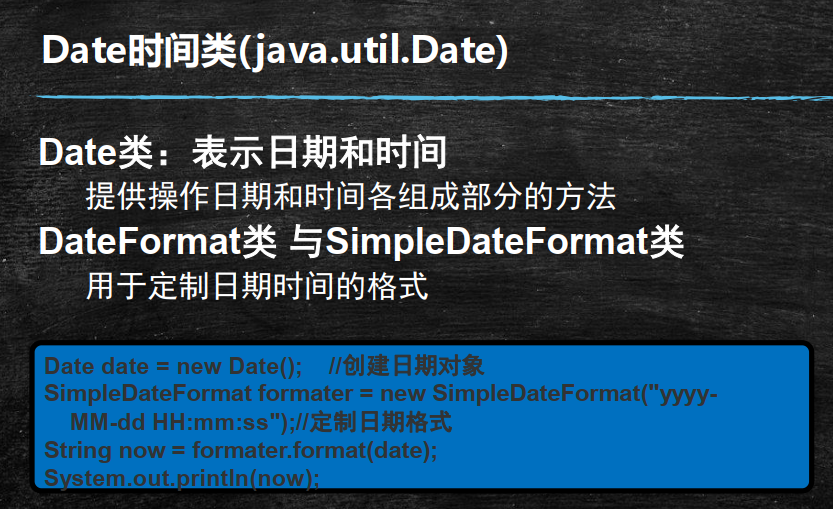 Date时间类(java.util.Date)
Date类：表示日期和时间
提供操作日期和时间各组成部分的方法
DateFormat类 与SimpleDateFormat类
用于定制日期时间的格式
Date date = new Date();    //创建日期对象
SimpleDateFormat formater = new SimpleDateFormat("yyyy-
MM-dd HH:mm:ss");//定制日期格式
String now = formater.format(date);
System.out.println(now);